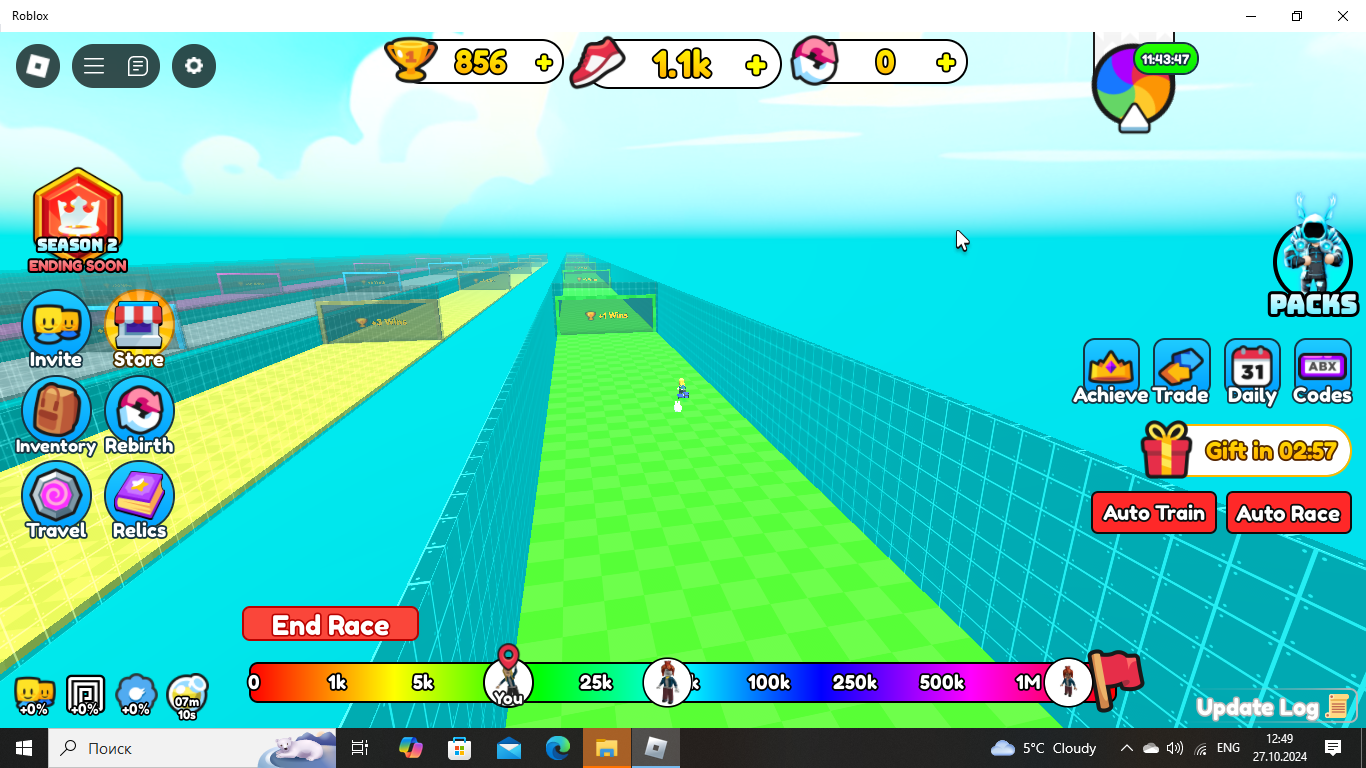 Roblox
856 +
1.1k +
0 +
11:43:47
SEASON 2
ENDING SOON
PACKS
+1 Wins
Invite
Store
Achieve
Trade
31
Daily
ABX
Codes
Inventory
Rebirth
Gift in 02:57
Travel
Relics
Auto Train
Auto Race
End Race
0 1k 5k You 25k k 100k 250k 500k 1M
+0%
+0%
+0%
07m
10s
Update Log
Поиск
5°C Cloudy
ENG
12:49
27.10.2024